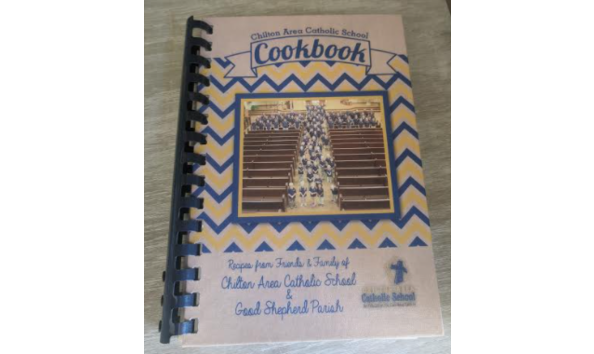 Chilton Area Catholic School
Cookbook
Recipes from Friends & Family of
Chilton Area Catholic School
&
Good Shepherd Parish
Catholic School